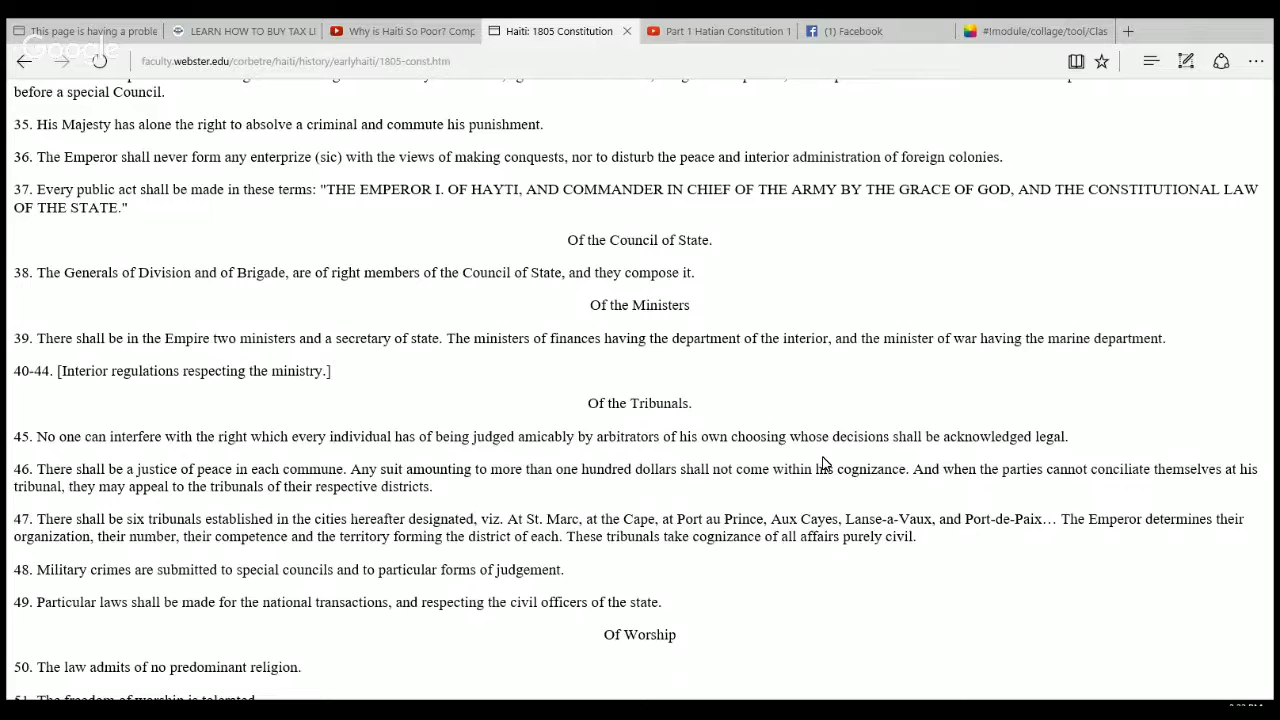 This page is having a proble
LEARN HOW TO BUY TAX LI
Why is Haiti So Poor? Comp
Haiti: 1805 Constitution
Part 1 Hatian Constitution 1
(1) Facebook
#!module/collage/tool/Clas
Google
faculty.webster.edu/corbetre/haiti/history/earlyhaiti/1805-const.htm
before a special Council.
35. His Majesty has alone the right to absolve a criminal and commute his punishment.
36. The Emperor shall never form any enterprize (sic) with the views of making conquests, nor to disturb the peace and interior administration of foreign colonies.
37. Every public act shall be made in these terms: "THE EMPEROR I. OF HAYTI, AND COMMANDER IN CHIEF OF THE ARMY BY THE GRACE OF GOD, AND THE CONSTITUTIONAL LAW
OF THE STATE."
Of the Council of State.
38. The Generals of Division and of Brigade, are of right members of the Council of State, and they compose it.
Of the Ministers
39. There shall be in the Empire two ministers and a secretary of state. The ministers of finances having the department of the interior, and the minister of war having the marine department.
40-44. [Interior regulations respecting the ministry.]
Of the Tribunals.
45. No one can interfere with the right which every individual has of being judged amicably by arbitrators of his own choosing whose decisions shall be acknowledged legal.
46. There shall be a justice of peace in each commune. Any suit amounting to more than one hundred dollars shall not come within his cognizance. And when the parties cannot conciliate themselves at his
tribunal, they may appeal to the tribunals of their respective districts.
47. There shall be six tribunals established in the cities hereafter designated, viz. At St. Marc, at the Cape, at Port au Prince, Aux Cayes, Lanse-a-Vaux, and Port-de-Paix… The Emperor determines their
organization, their number, their competence and the territory forming the district of each. These tribunals take cognizance of all affairs purely civil.
48. Military crimes are submitted to special councils and to particular forms of judgement.
49. Particular laws shall be made for the national transactions, and respecting the civil officers of the state.
Of Worship
50. The law admits of no predominant religion.
51. The freedom of worship is tolerated.